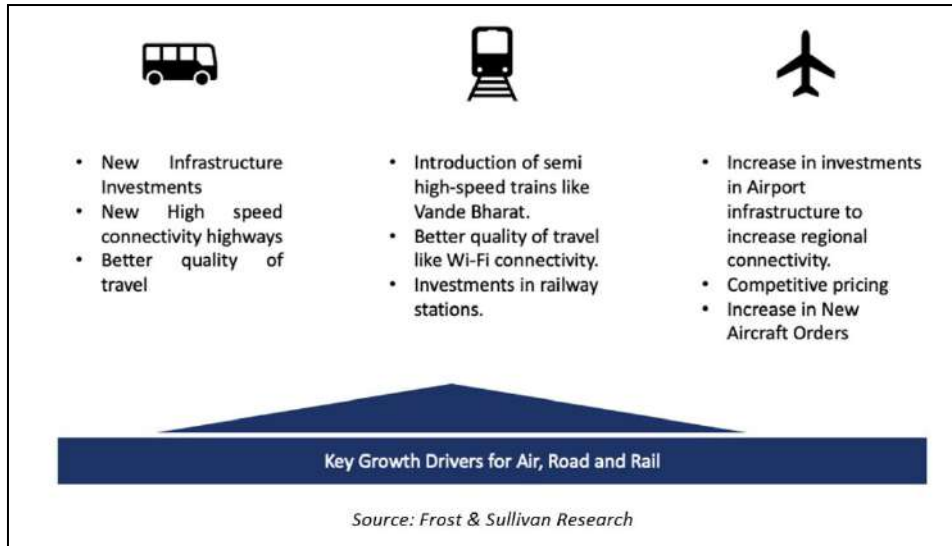 • New Infrastructure
Investments
• New High speed
connectivity highways
• Better quality of
travel
• Introduction of semi
high-speed trains like
Vande Bharat.
• Better quality of travel
like Wi-Fi connectivity.
• Investments in railway
stations.
• Increase in investments
in Airport
infrastructure to
increase regional
connectivity.
• Competitive pricing
• Increase in New
Aircraft Orders
Key Growth Drivers for Air, Road and Rail
Source: Frost & Sullivan Research